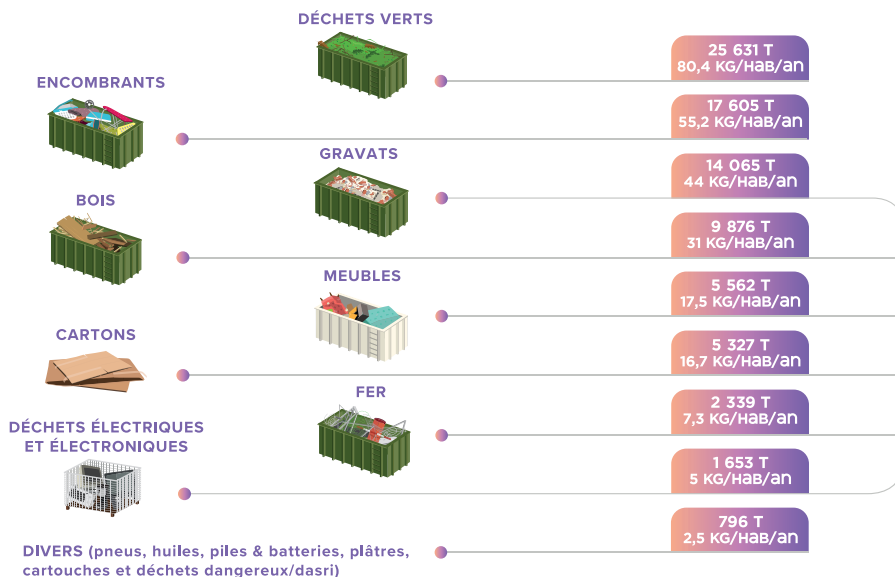 DÉCHETS VERTS
25 631 T
80,4 KG/HaB/an
ENCOMBRANTS
17 605 T
55,2 KG/HaB/an
GRAVATS
14 065 T
44 KG/HaB/an
BOIS
9 876 T
31 KG/HaB/an
MEUBLES
5 562 T
17,5 KG/HaB/an
CARTONS
5 327 T
16,7 KG/HaB/an
FER
2 339 T
7,3 KG/HaB/an
DÉCHETS ÉLECTRIQUES
ET ÉLECTRONIQUES
1 653 T
5 KG/HaB/an
DIVERS (pneus, huiles, piles & batteries, plâtres,
cartouches et déchets dangereux/dasri)
796 T
2,5 KG/HaB/an